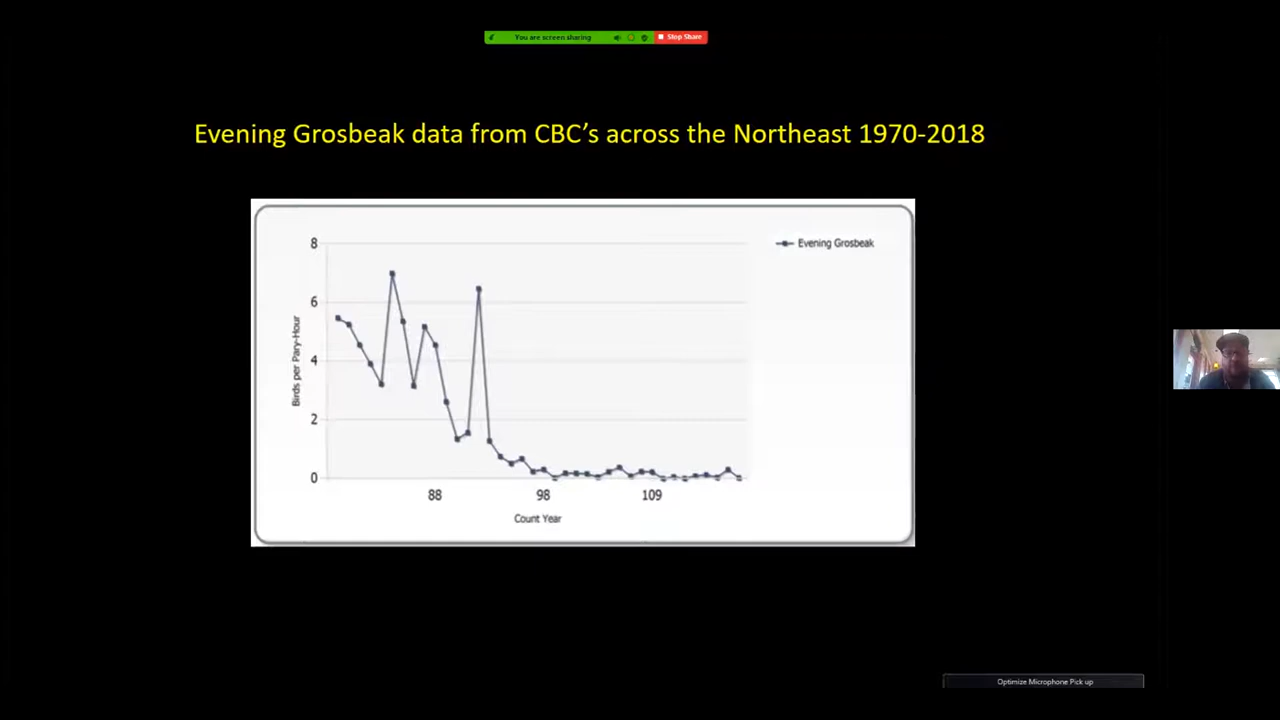 You are screen sharing
Stop Share
Evening Grosbeak data from CBC’s across the Northeast 1970-2018
8
Evening Grosbeak
6
4
2
0
Birds per Pary-Hour
88 98 109
Count Year
Optimize Microphone Pick up